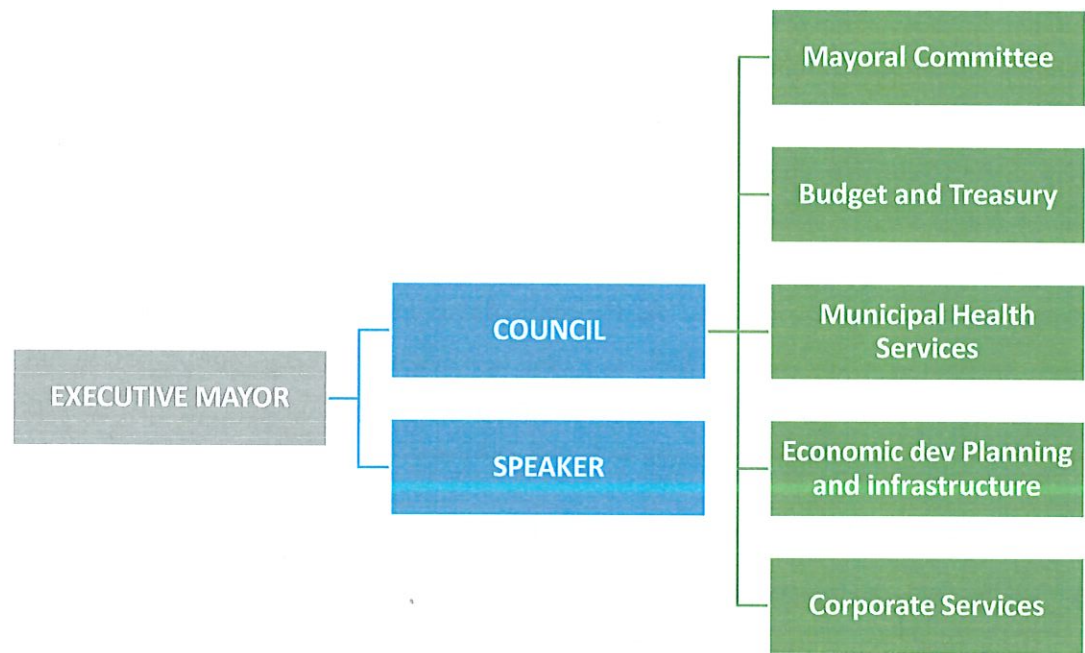 EXECUTIVE MAYOR
COUNCIL
SPEAKER
Mayoral Committee
Budget and Treasury
Municipal Health
Services
Economic dev Planning
and infrastructure
Corporate Services